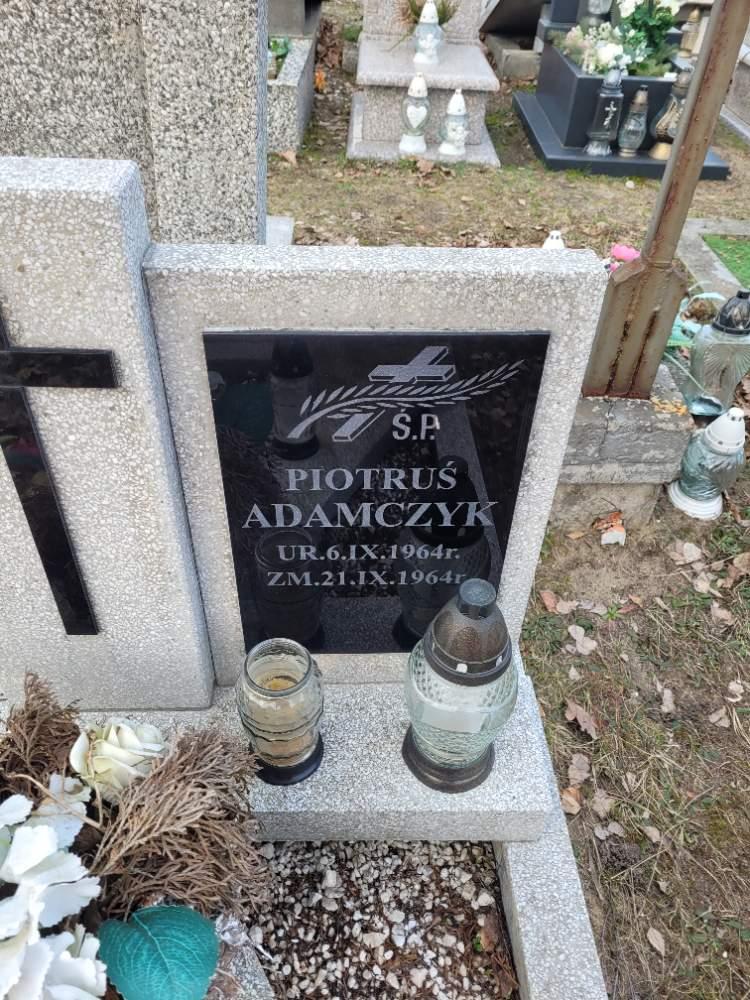 Ś.P.
PIOTRUŚ
ADAMCZYK
UR.6.IX.1964r.
ZM.21.IX.1964r.